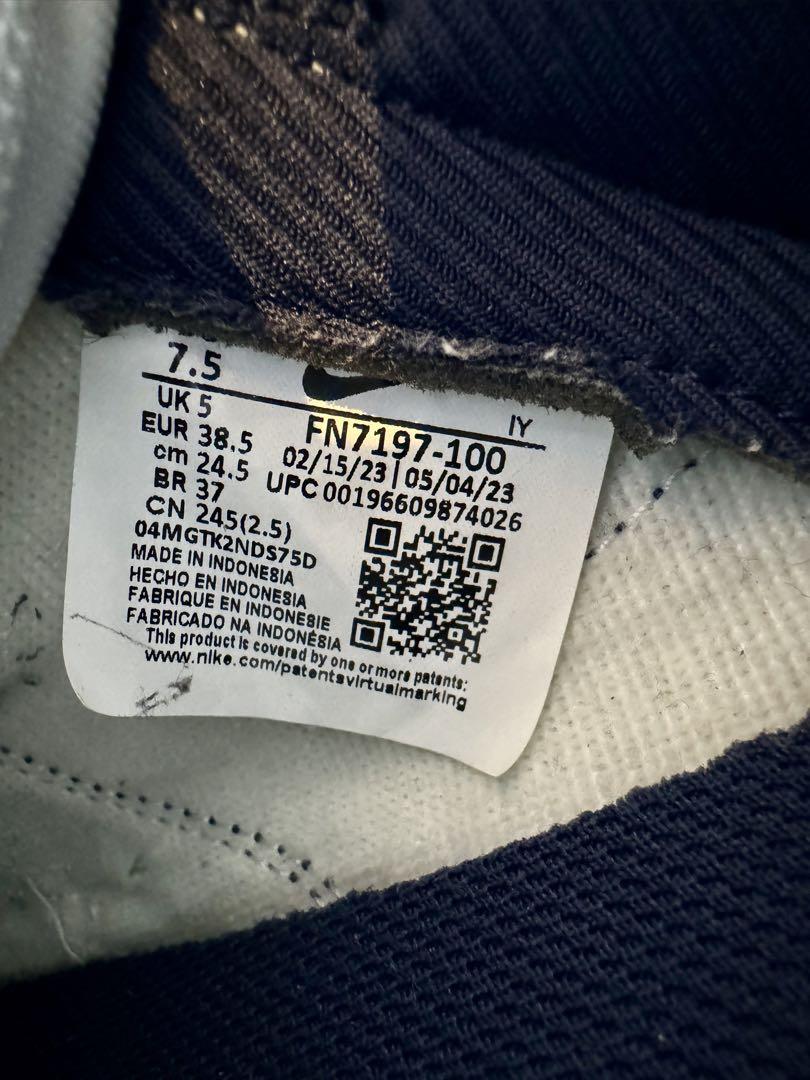 7.5
IY
UK 5
EUR 38.5
cm 24.5
BR 37
CN 245(2.5)
FN7197-100
02/15/23 | 05/04/23
UPC 00196609874026
04MGTK2NDS75D
MADE IN INDONESIA
HECHO EN INDONESIA
FABRIQUE EN INDONESIE
FABRICADO NA INDONÉSIA
This product is covered by one or more patents:
www.nike.com/patentsvirtualmarking